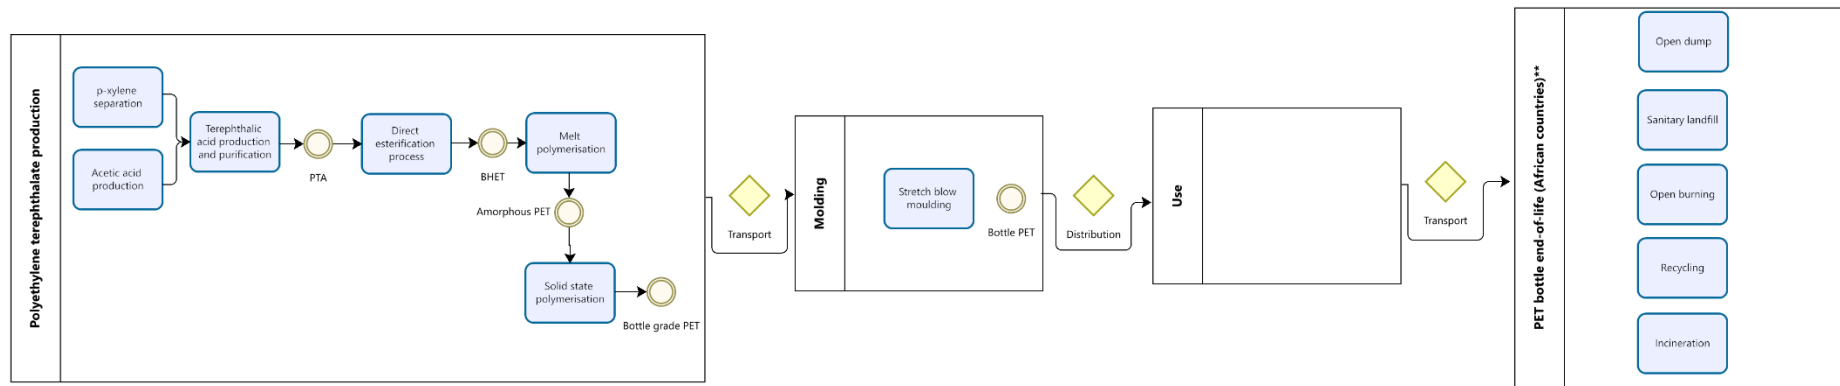 Polyethylene terephthalate production
p-xylene
separation
Acetic acid
production
Terephthalic
acid production
and purification
PTA
Direct
esterification
process
BHET
Melt
polymerisation
Amorphous PET
Solid state
polymerisation
Bottle grade PET
Transport
Molding
Stretch blow
moulding
Bottle PET
Distribution
Use
Transport
PET bottle end-of-life (African countries)**
Open dump
Sanitary landfill
Open burning
Recycling
Incineration